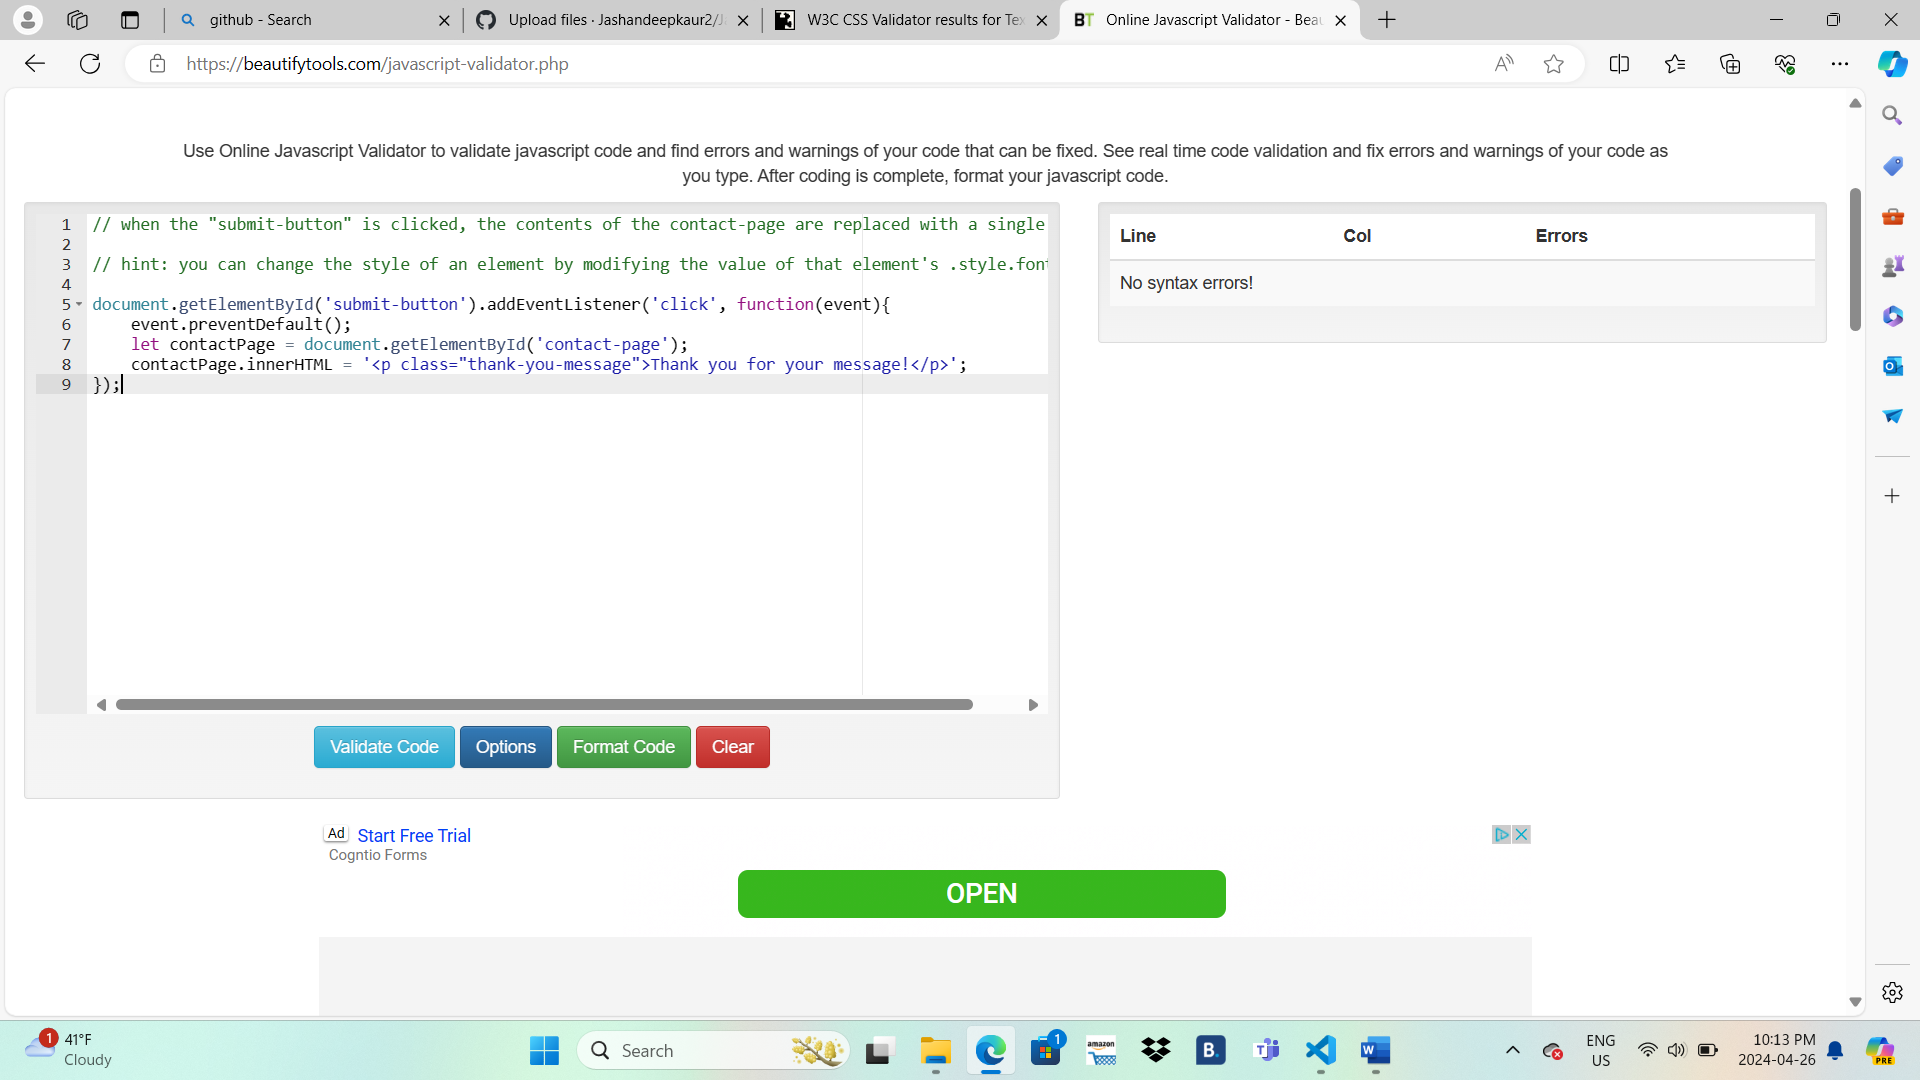 github - Search
Upload files · Jashandeepkaur2/J
W3C CSS Validator results for Tex
BT Online Javascript Validator - Beau
https://beautifytools.com/javascript-validator.php
Use Online Javascript Validator to validate javascript code and find errors and warnings of your code that can be fixed. See real time code validation and fix errors and warnings of your code as
you type. After coding is complete, format your javascript code.
1 // when the "submit-button" is clicked, the contents of the contact-page are replaced with a single
2
3 // hint: you can change the style of an element by modifying the value of that element's .style.font
4
5 document.getElementById('submit-button').addEventListener('click', function(event){
6 event.preventDefault();
7 let contactPage = document.getElementById('contact-page');
8 contactPage.innerHTML = '<p class="thank-you-message">Thank you for your message!</p>';
9 });
Line Col Errors
No syntax errors!
Validate Code Options Format Code Clear
Ad Start Free Trial
Cogntio Forms
OPEN
1
41°F
Cloudy
Search
1
amazon
B.
T
W
ENG
US
10:13 PM
2024-04-26
PRE